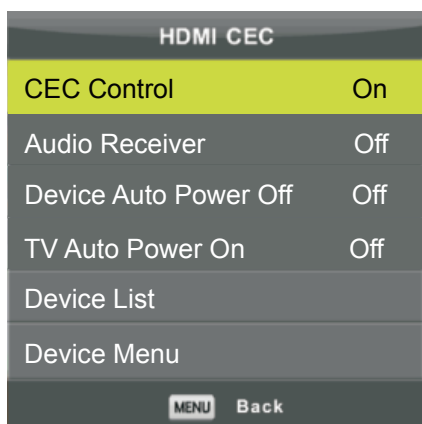 HDMI CEC
CEC Control On
Audio Receiver Off
Device Auto Power Off Off
TV Auto Power On Off
Device List
Device Menu
MENU Back